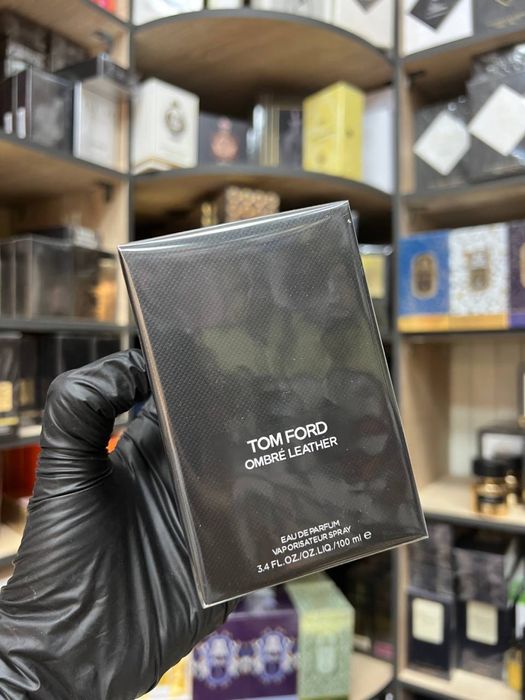 TOM FORD
OMBRÉ LEATHER
EAU DE PARFUM
VAPORISATEUR SPRAY
3.4 FL.OZ./OZ.LIQ./100 ml ℮